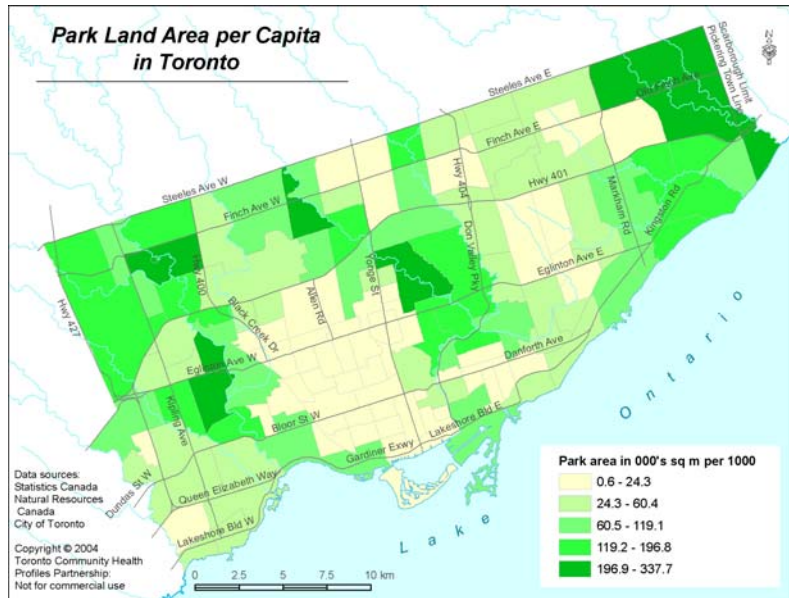 Park Land Area per Capita
in Toronto
N
Scarborough Limit
Pickering Town Line
Steeles Ave E
Old Finch Ave
Finch Ave E
Hwy 404
Hwy 401
Steeles Ave W
Finch Ave W
Markham Rd
Kingston Rd
Yonge St
Don Valley Pky
Eglinton Ave E
Hwy 427
Hwy 400
Black Creek Dr
Allen Rd
Danforth Ave
Eglinton Ave W
Kipling Ave
Bloor St W
Lakeshore Bld E
Gardiner Exwy
Dundas St W
Queen Elizabeth Way
Lakeshore Bld W
Lake Ontario
Data sources:
Statistics Canada
Natural Resources
Canada
City of Toronto
Copyright © 2004
Toronto Community Health
Profiles Partnership:
Not for commercial use
0 2.5 5 7.5 10 km
Park area in 000's sq m per 1000
0.6 - 24.3
24.3 - 60.4
60.5 - 119.1
119.2 - 196.8
196.9 - 337.7